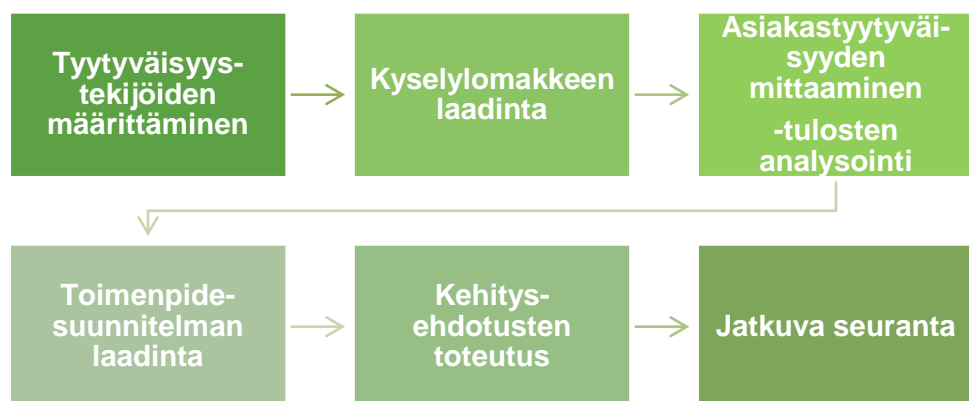 Tyytyväisyys-
tekijöiden
määrittäminen
Kyselylomakkeen
laadinta
Asiakastyytyväi-
syyden
mittaaminen
-tulosten
analysointi
Toimenpide-
suunnitelman
laadinta
Kehitys-
ehdotusten
toteutus
Jatkuva seuranta